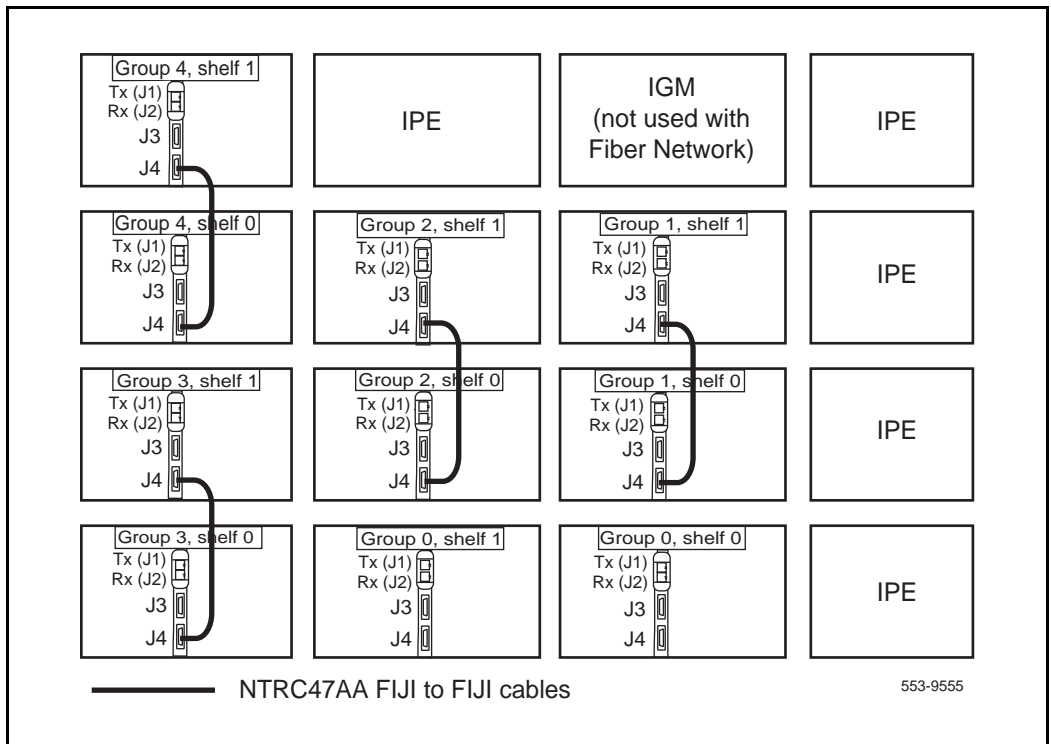 Group 4, shelf 1
Tx (J1)
Rx (J2)
J3
J4
IPE
IGM
(not used with
Fiber Network)
IPE
Group 4, shelf 0
Tx (J1)
Rx (J2)
J3
J4
Group 2, shelf 1
Tx (J1)
Rx (J2)
J3
J4
Group 1, shelf 1
Tx (J1)
Rx (J2)
J3
J4
IPE
Group 3, shelf 1
Tx (J1)
Rx (J2)
J3
J4
Group 2, shelf 0
Tx (J1)
Rx (J2)
J3
J4
Group 1, shelf 0
Tx (J1)
Rx (J2)
J3
J4
IPE
Group 3, shelf 0
Tx (J1)
Rx (J2)
J3
J4
Group 0, shelf 1
Tx (J1)
Rx (J2)
J3
J4
Group 0, shelf 0
Tx (J1)
Rx (J2)
J3
J4
IPE
NTRC47AA FIJI to FIJI cables
553-9555